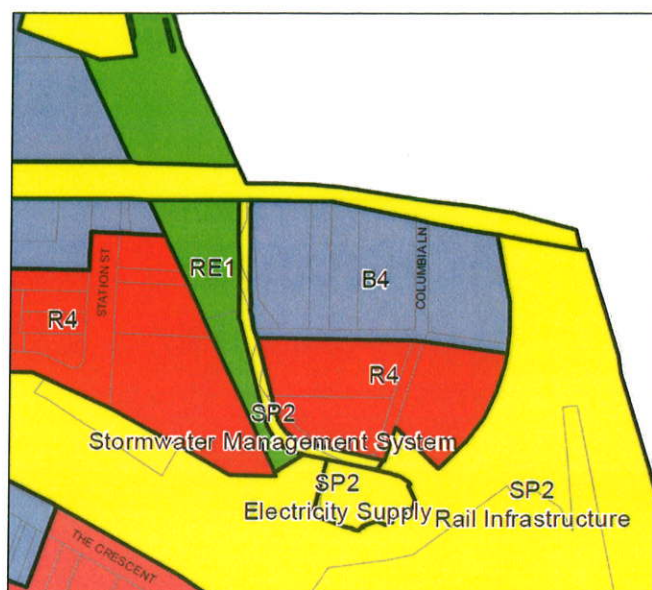 RE1
STATION ST
COLUMBIA LN
B4
R4
R4
SP2
Stormwater Management System
SP2
Electricity Supply
SP2
Rail Infrastructure
THE CRESCENT